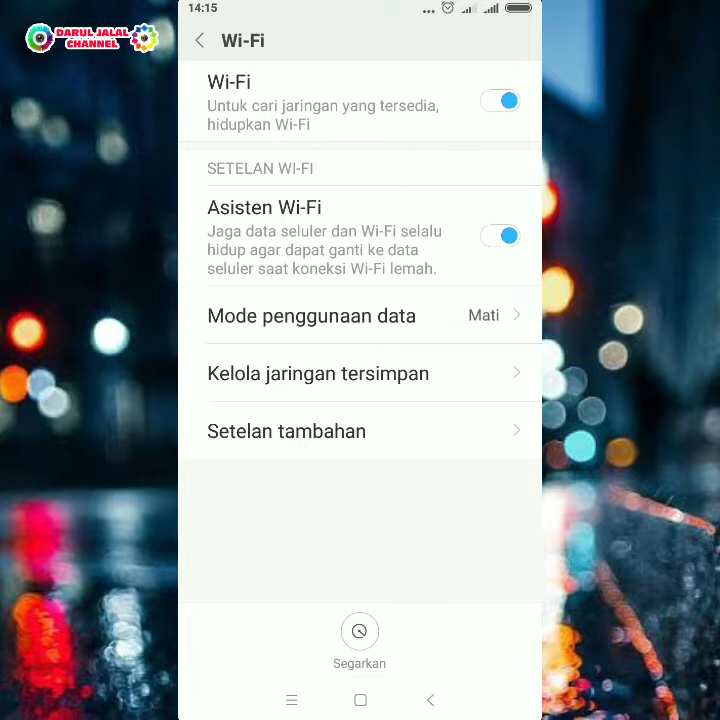 DARUL JALAL
CHANNEL
14:15
Wi-Fi
Wi-Fi
Untuk cari jaringan yang tersedia,
hidupkan Wi-Fi
SETELAN WI-FI
Asisten Wi-Fi
Jaga data seluler dan Wi-Fi selalu
hidup agar dapat ganti ke data
seluler saat koneksi Wi-Fi lemah.
Mode penggunaan data Mati
Kelola jaringan tersimpan
Setelan tambahan
Segarkan